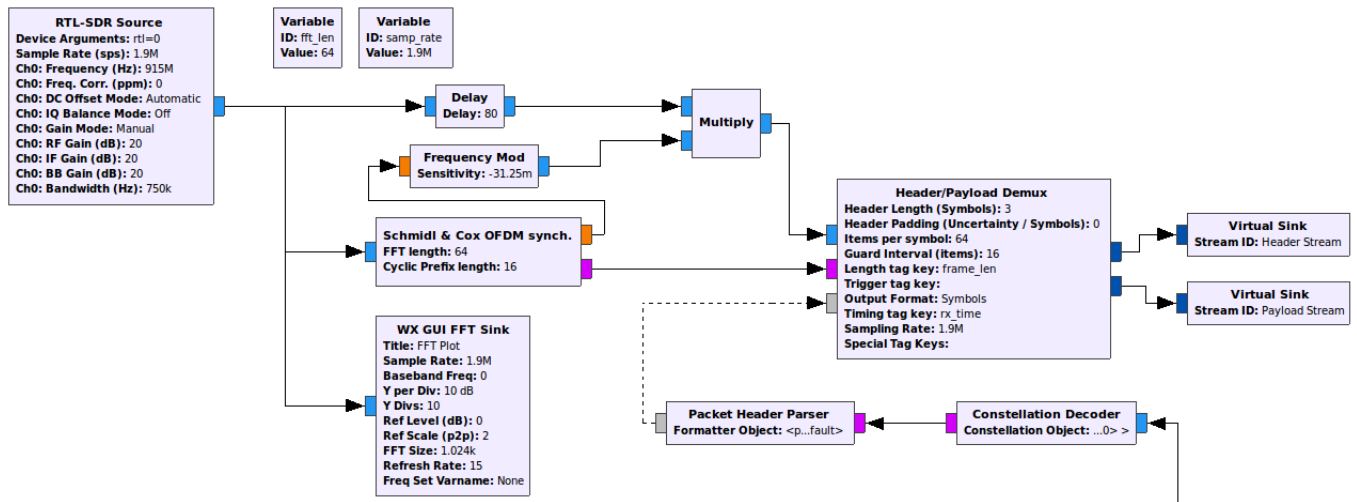 RTL-SDR Source
Device Arguments: rtl=0
Sample Rate (sps): 1.9M
Ch0: Frequency (Hz): 915M
Ch0: Freq. Corr. (ppm): 0
Ch0: DC Offset Mode: Automatic
Ch0: IQ Balance Mode: Off
Ch0: Gain Mode: Manual
Ch0: RF Gain (dB): 20
Ch0: IF Gain (dB): 20
Ch0: BB Gain (dB): 20
Ch0: Bandwidth (Hz): 750k
Variable
ID: fft_len
Value: 64
Variable
ID: samp_rate
Value: 1.9M
Delay
Delay: 80
Multiply
Frequency Mod
Sensitivity: -31.25m
Schmidl & Cox OFDM synch.
FFT length: 64
Cyclic Prefix length: 16
Header/Payload Demux
Header Length (Symbols): 3
Header Padding (Uncertainty / Symbols): 0
Items per symbol: 64
Guard Interval (items): 16
Length tag key: frame_len
Trigger tag key:
Output Format: Symbols
Timing tag key: rx_time
Sampling Rate: 1.9M
Special Tag Keys:
Virtual Sink
Stream ID: Header Stream
Virtual Sink
Stream ID: Payload Stream
WX GUI FFT Sink
Title: FFT Plot
Sample Rate: 1.9M
Baseband Freq: 0
Y per Div: 10 dB
Y Divs: 10
Ref Level (dB): 0
Ref Scale (p2p): 2
FFT Size: 1.024k
Refresh Rate: 15
Freq Set Varname: None
Packet Header Parser
Formatter Object: <p...fault>
Constellation Decoder
Constellation Object: ...0> >